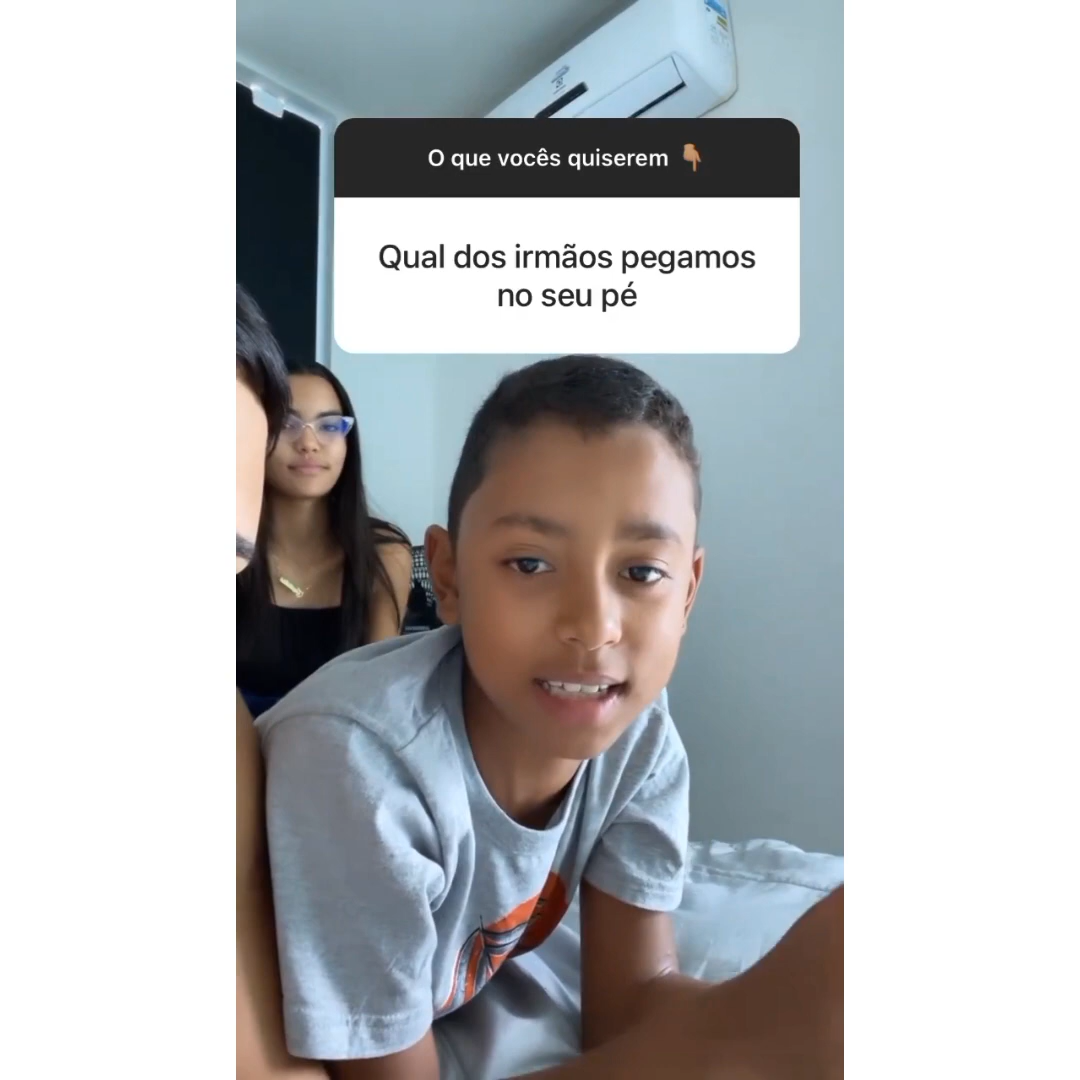 O que vocês quiserem 👇🏽
Qual dos irmãos pegamos
no seu pé